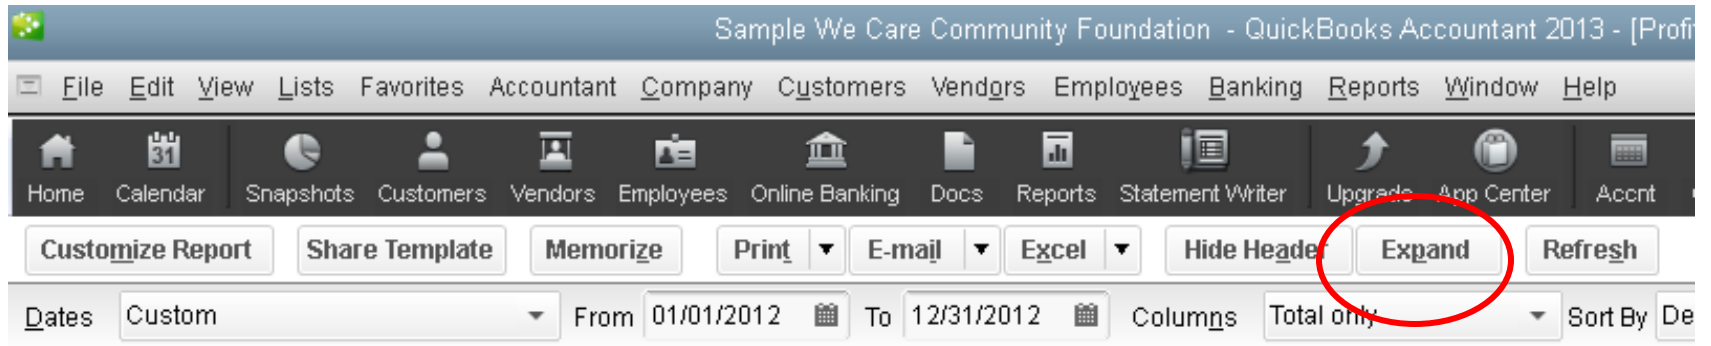 Sample We Care Community Foundation - QuickBooks Accountant 2013 - [Profi
File Edit View Lists Favorites Accountant Company Customers Vendors Employees Banking Reports Window Help
31
Home Calendar Snapshots Customers Vendors Employees Online Banking Docs Reports Statement Writer Upgrade App Center Accnt
Customize Report Share Template Memorize Print E-mail Excel Hide Header Expand Refresh
Dates Custom From 01/01/2012 To 12/31/2012 Columns Total only Sort By De